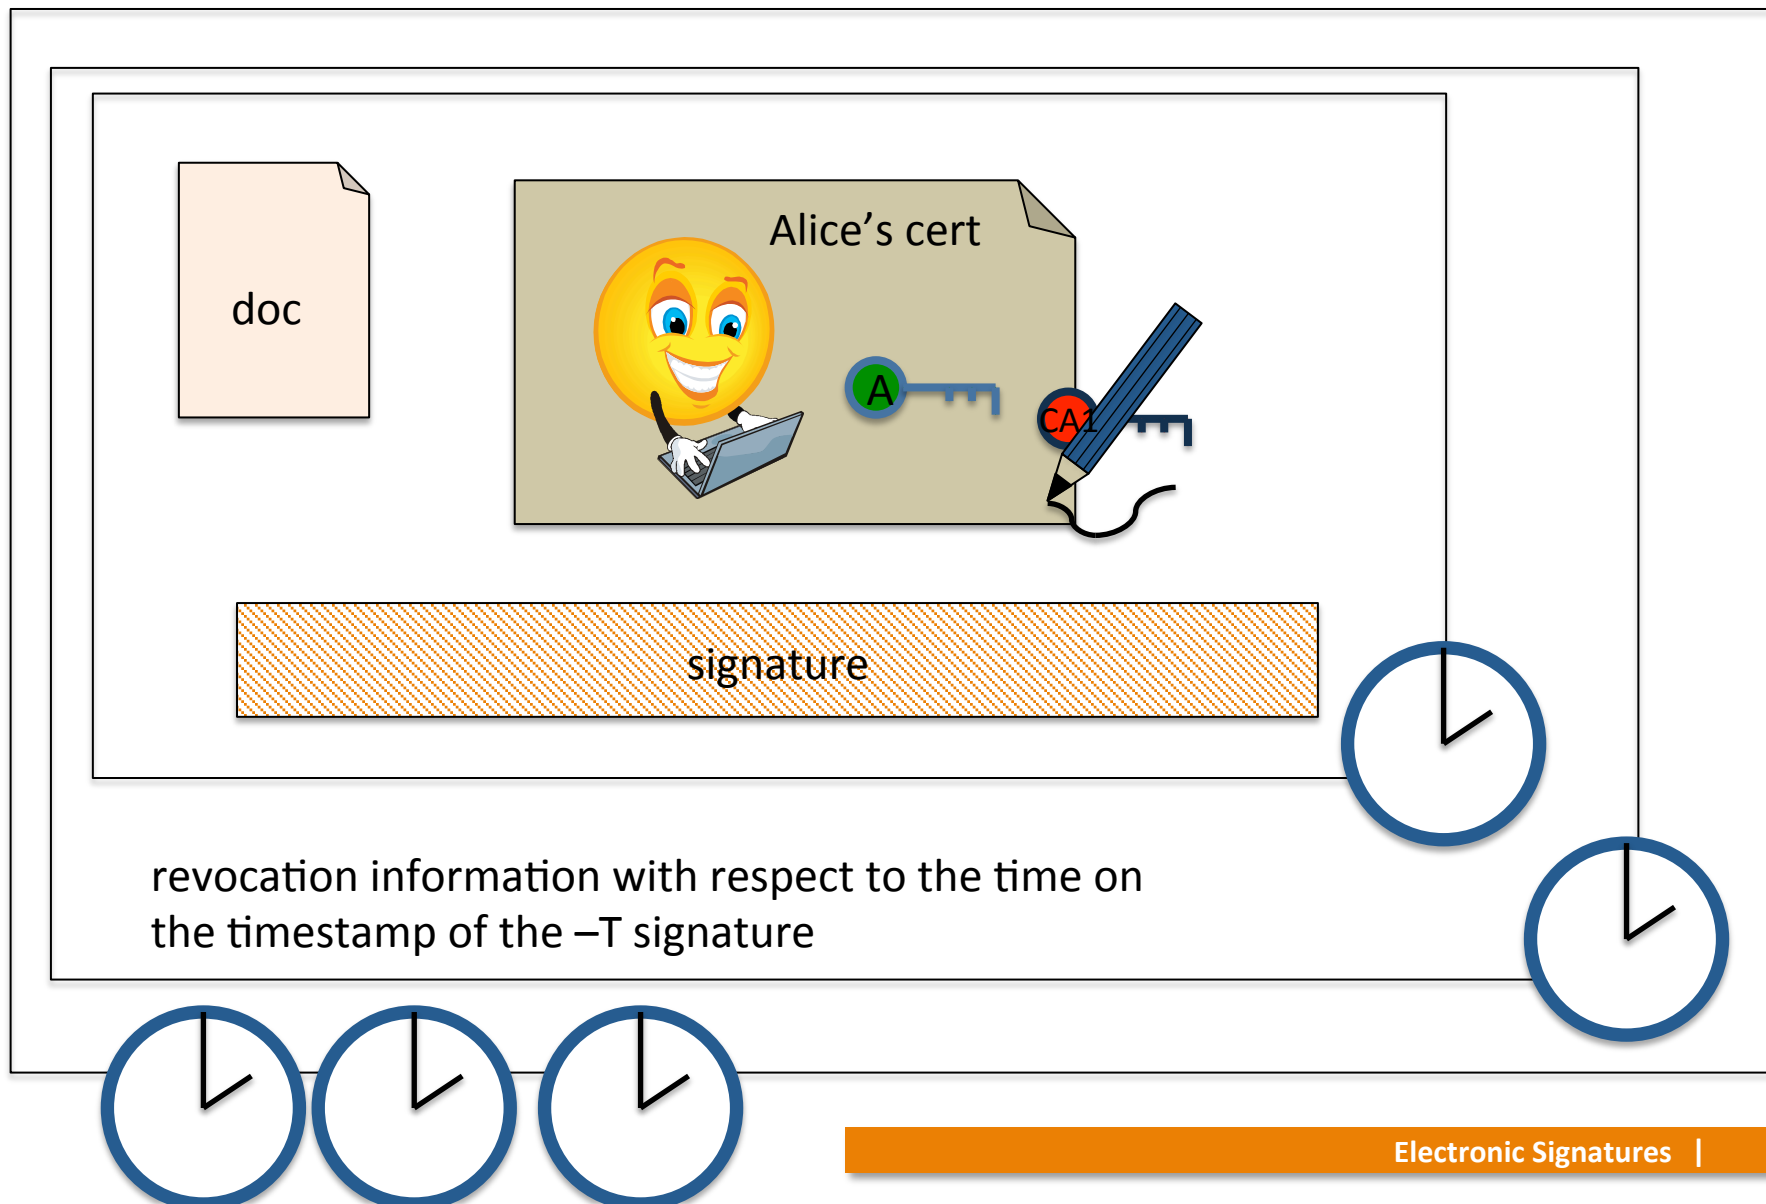 Alice’s cert
doc
A
CA1
signature
revocation information with respect to the time on
the timestamp of the –T signature
Electronic Signatures |